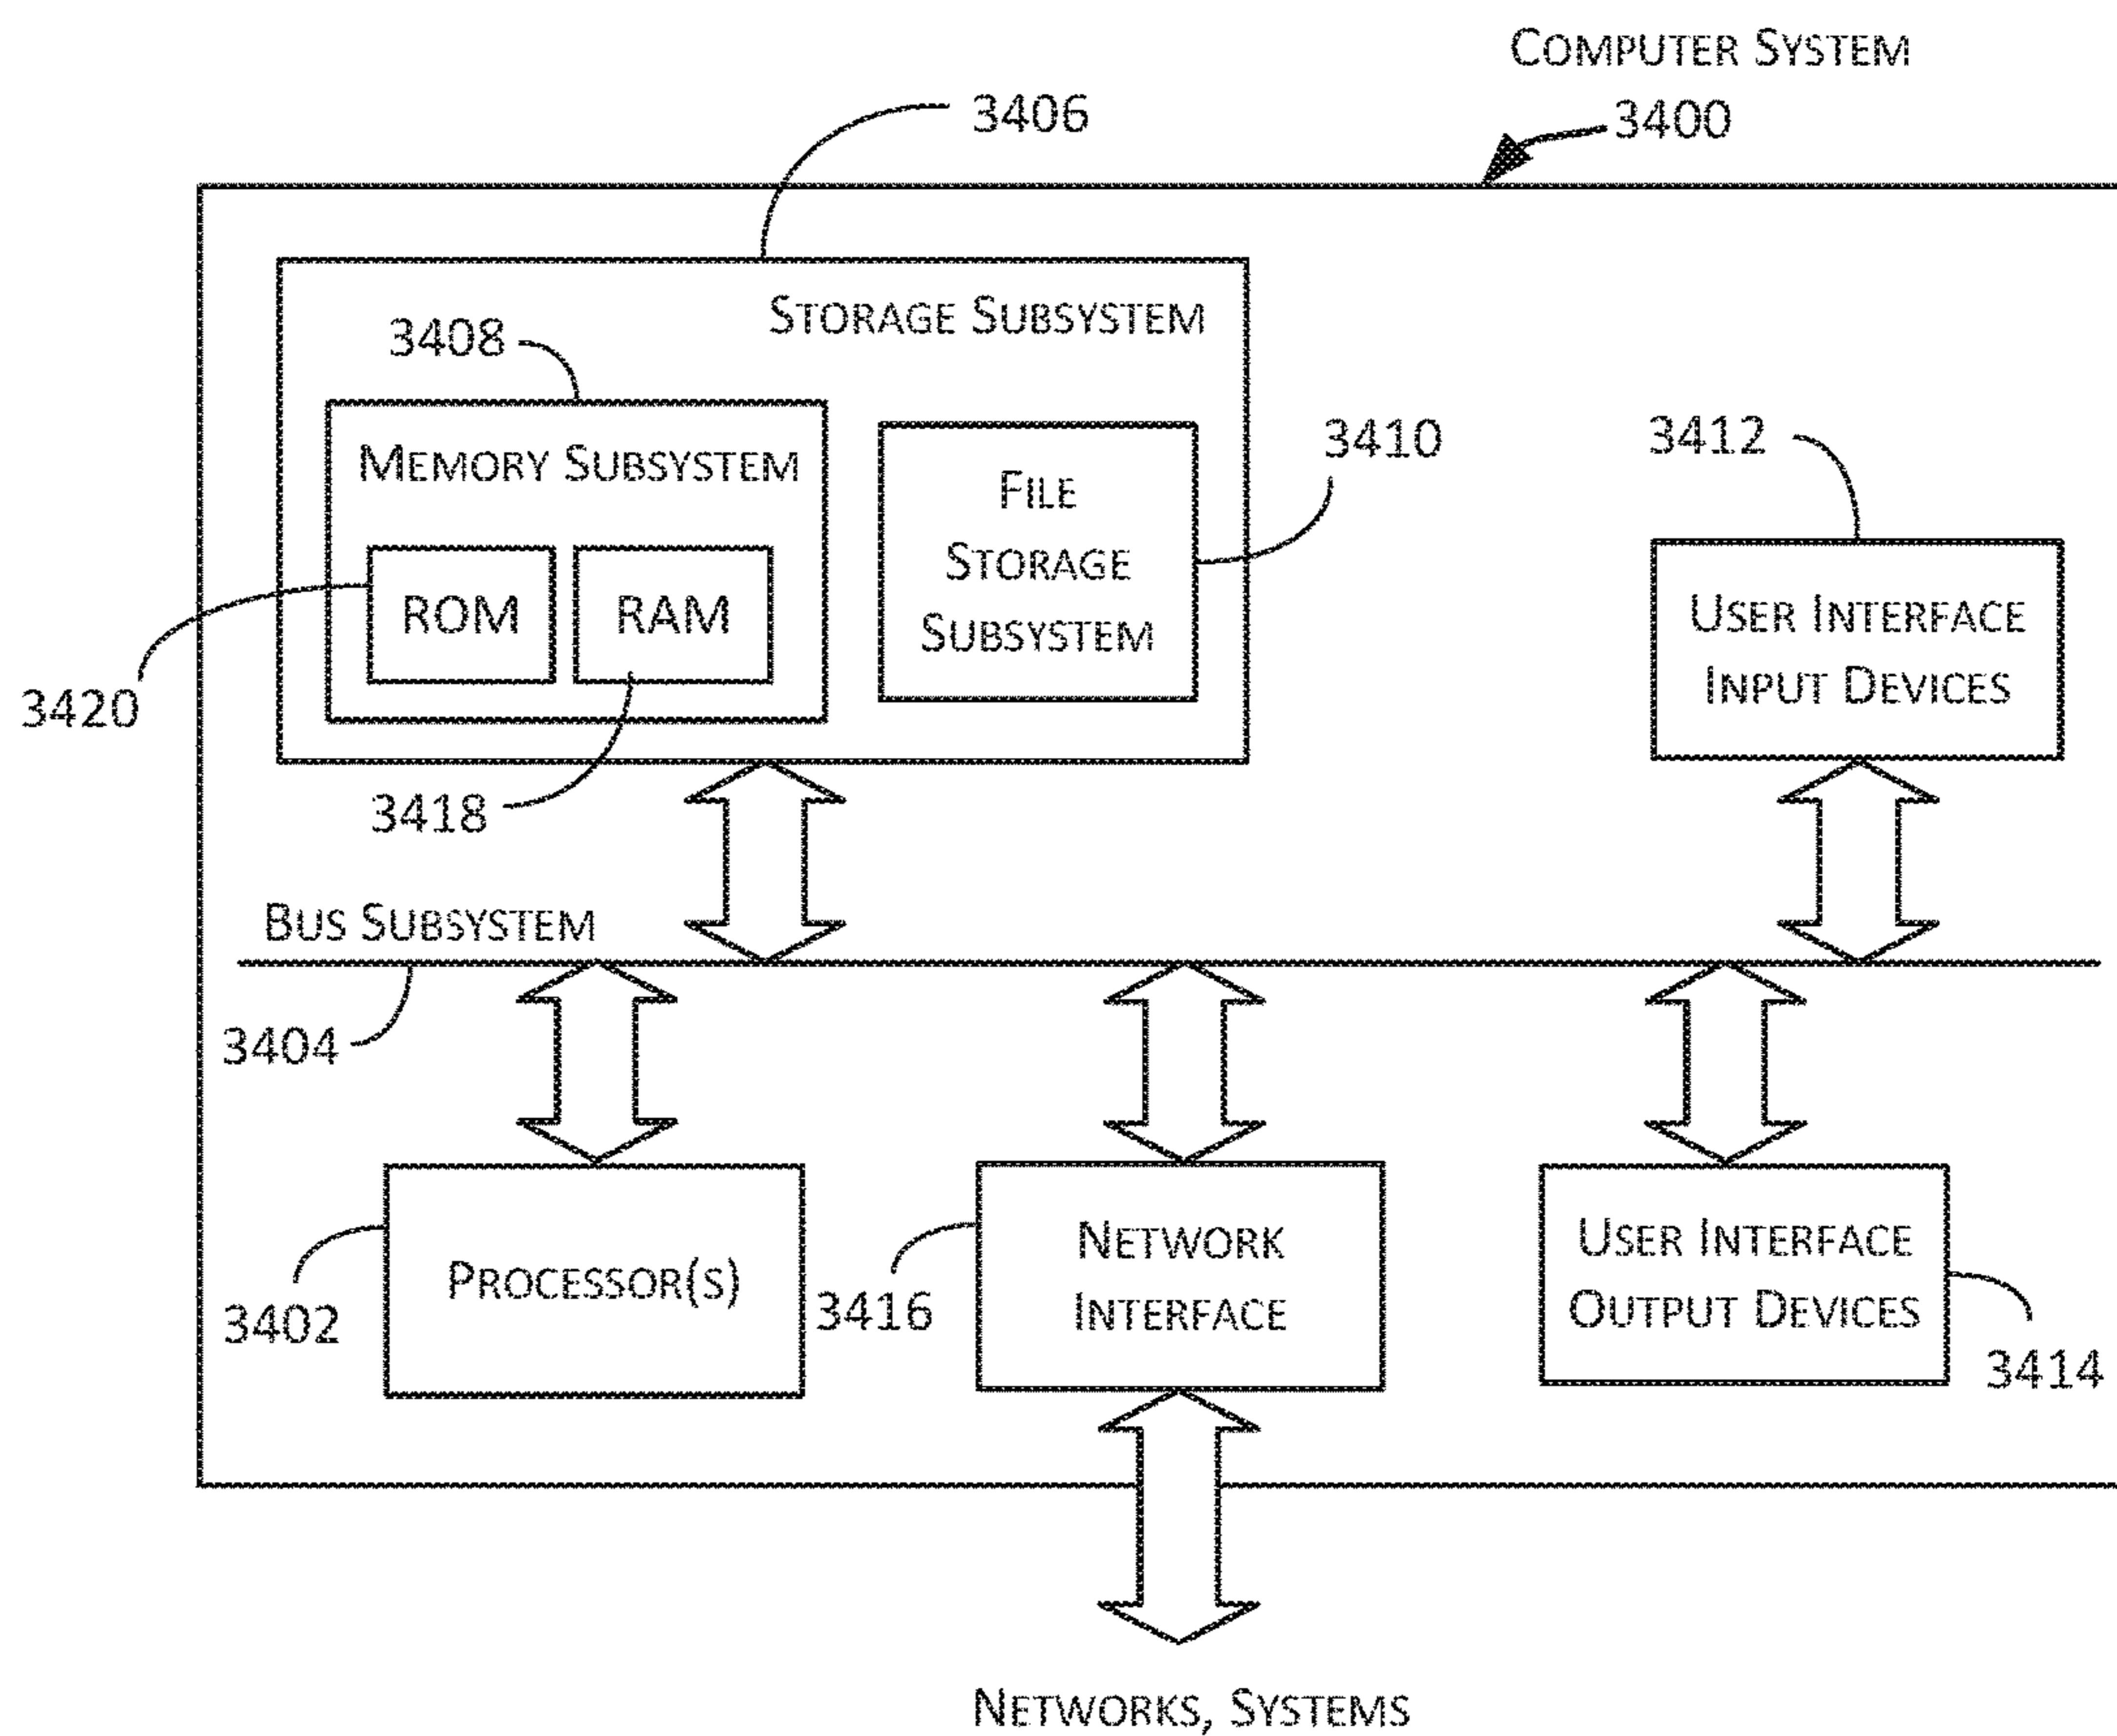 COMPUTER SYSTEM
3400
3406
STORAGE SUBSYSTEM
3408
MEMORY SUBSYSTEM
ROM
RAM
3420
3418
FILE
STORAGE
SUBSYSTEM
3410
3412
USER INTERFACE
INPUT DEVICES
BUS SUBSYSTEM
3404
PROCESSOR(S)
3402
NETWORK
INTERFACE
3416
USER INTERFACE
OUTPUT DEVICES
3414
NETWORKS, SYSTEMS